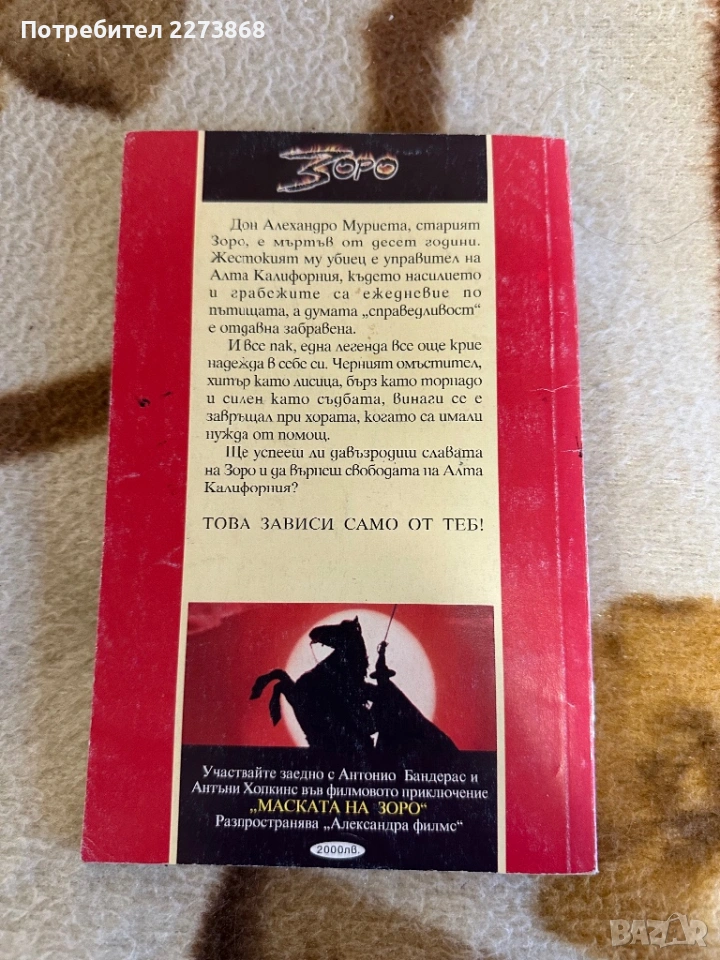 Потребител 2273868
Зоро
Дон Алехандро Муриета, старият
Зоро, е мъртъв от десет години.
Жестокият му убиец е управител на
Алта Калифорния, където насилието
и грабежите са ежедневие по
пътищата, а думата „справедливост“
е отдавна забравена.
И все пак, една легенда все още крие
надежда в себе си. Черният отмъстител,
хитър като лисица, бърз като торнадо
и силен като съдбата, винаги се е
завръщал при хората, когато са имали
нужда от помощ.
Ще успееш ли давъзродиш славата
на Зоро и да върнеш свободата на Алта
Калифорния?
ТОВА ЗАВИСИ САМО ОТ ТЕБ!
Участвайте заедно с Антонио Бандерас и
Антъни Хопкинс във филмовото приключение
„МАСКАТА НА ЗОРО“
Разпространява „Александра филмс“
2000лв.
BAZAR